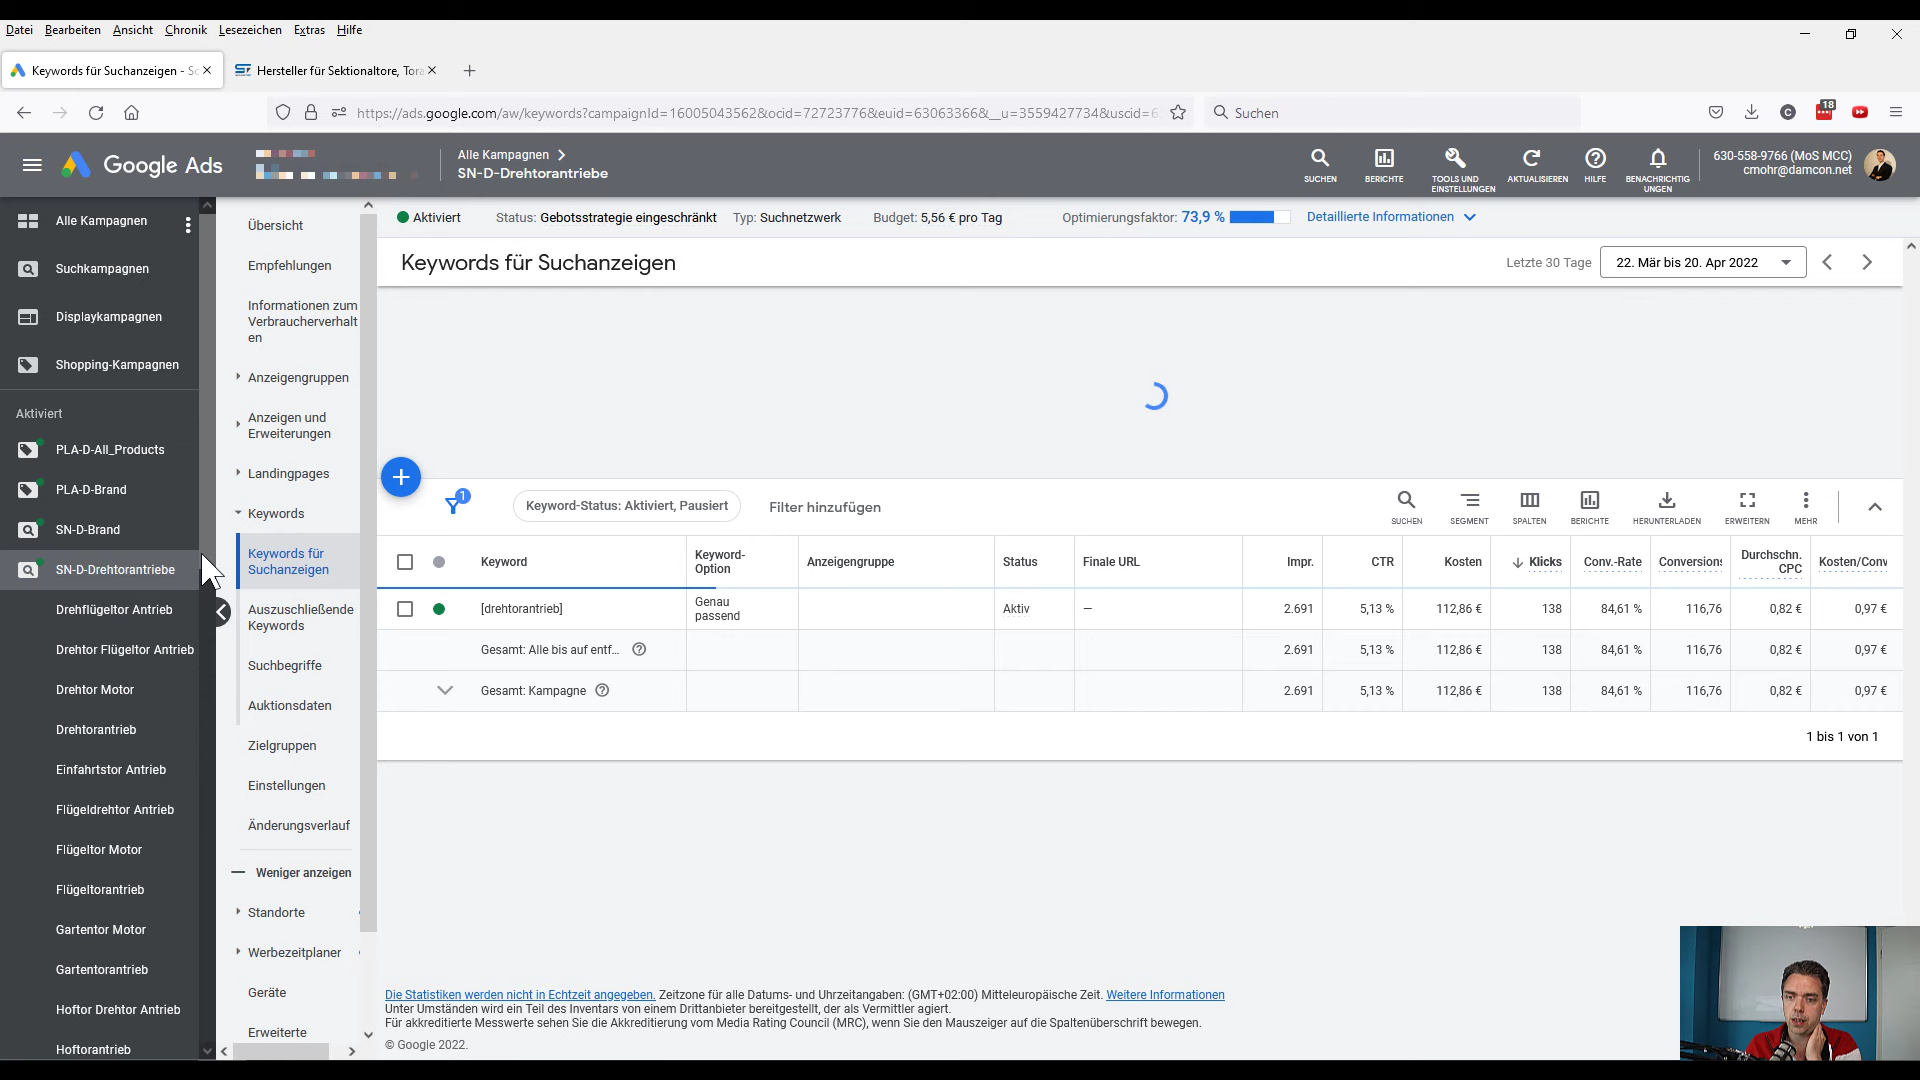 Datei Bearbeiten Ansicht Chronik Lesezeichen Extras Hilfe
Keywords für Suchanzeigen - Sc
Hersteller für Sektionaltore, Tora
https://ads.google.com/aw/keywords?campaignId=16005043562&ocid=72723776&euid=63063366&__u=3559427734&uscid=6
Suchen
18
Google Ads
Alle Kampagnen
SN-D-Drehtorantriebe
SUCHEN
BERICHTE
TOOLS UND EINSTELLUNGEN
AKTUALISIEREN
HILFE
BENACHRICHTIG UNGEN
630-558-9766 (MoS MCC)
cmohr@damcon.net
Alle Kampagnen
Suchkampagnen
Displaykampagnen
Shopping-Kampagnen
Aktiviert
PLA-D-All_Products
PLA-D-Brand
SN-D-Brand
SN-D-Drehtorantriebe
Drehflügeltor Antrieb
Drehtor Flügeltor Antrieb
Drehtor Motor
Drehtorantrieb
Einfahrtstor Antrieb
Flügeldrehtor Antrieb
Flügeltor Motor
Flügeltorantrieb
Gartentor Motor
Gartentorantrieb
Hoftor Drehtor Antrieb
Hoftorantrieb
Übersicht
Empfehlungen
Informationen zum
Verbraucherverhalt
en
Anzeigengruppen
Anzeigen und
Erweiterungen
Landingpages
Keywords
Keywords für
Suchanzeigen
Auszuschließende
Keywords
Suchbegriffe
Auktionsdaten
Zielgruppen
Einstellungen
Änderungsverlauf
Weniger anzeigen
Standorte
Werbezeitplaner
Geräte
Erweiterte
Aktiviert Status: Gebotsstrategie eingeschränkt Typ: Suchnetzwerk Budget: 5,56 € pro Tag Optimierungsfaktor: 73,9 % Detaillierte Informationen
Keywords für Suchanzeigen
Letzte 30 Tage 22. Mär bis 20. Apr 2022
1
Keyword-Status: Aktiviert, Pausiert
Filter hinzufügen
SUCHEN SEGMENT SPALTEN BERICHTE HERUNTERLADEN ERWEITERN MEHR
Keyword Keyword-Option Anzeigengruppe Status Finale URL Impr. CTR Kosten Klicks Conv.-Rate Conversions Durchschn. CPC Kosten/Conv
[drehtorantrieb] Genau passend Aktiv — 2.691 5,13 % 112,86 € 138 84,61 % 116,76 0,82 € 0,97 €
Gesamt: Alle bis auf entf... 2.691 5,13 % 112,86 € 138 84,61 % 116,76 0,82 € 0,97 €
Gesamt: Kampagne 2.691 5,13 % 112,86 € 138 84,61 % 116,76 0,82 € 0,97 €
1 bis 1 von 1
Die Statistiken werden nicht in Echtzeit angegeben. Zeitzone für alle Datums- und Uhrzeitangaben: (GMT+02:00) Mitteleuropäische Zeit. Weitere Informationen
Unter Umständen wird ein Teil des Inventars von einem Drittanbieter bereitgestellt, der als Vermittler agiert.
Für akkreditierte Messwerte sehen Sie die Akkreditierung vom Media Rating Council (MRC), wenn Sie den Mauszeiger auf die Spaltenüberschrift bewegen.
© Google 2022.